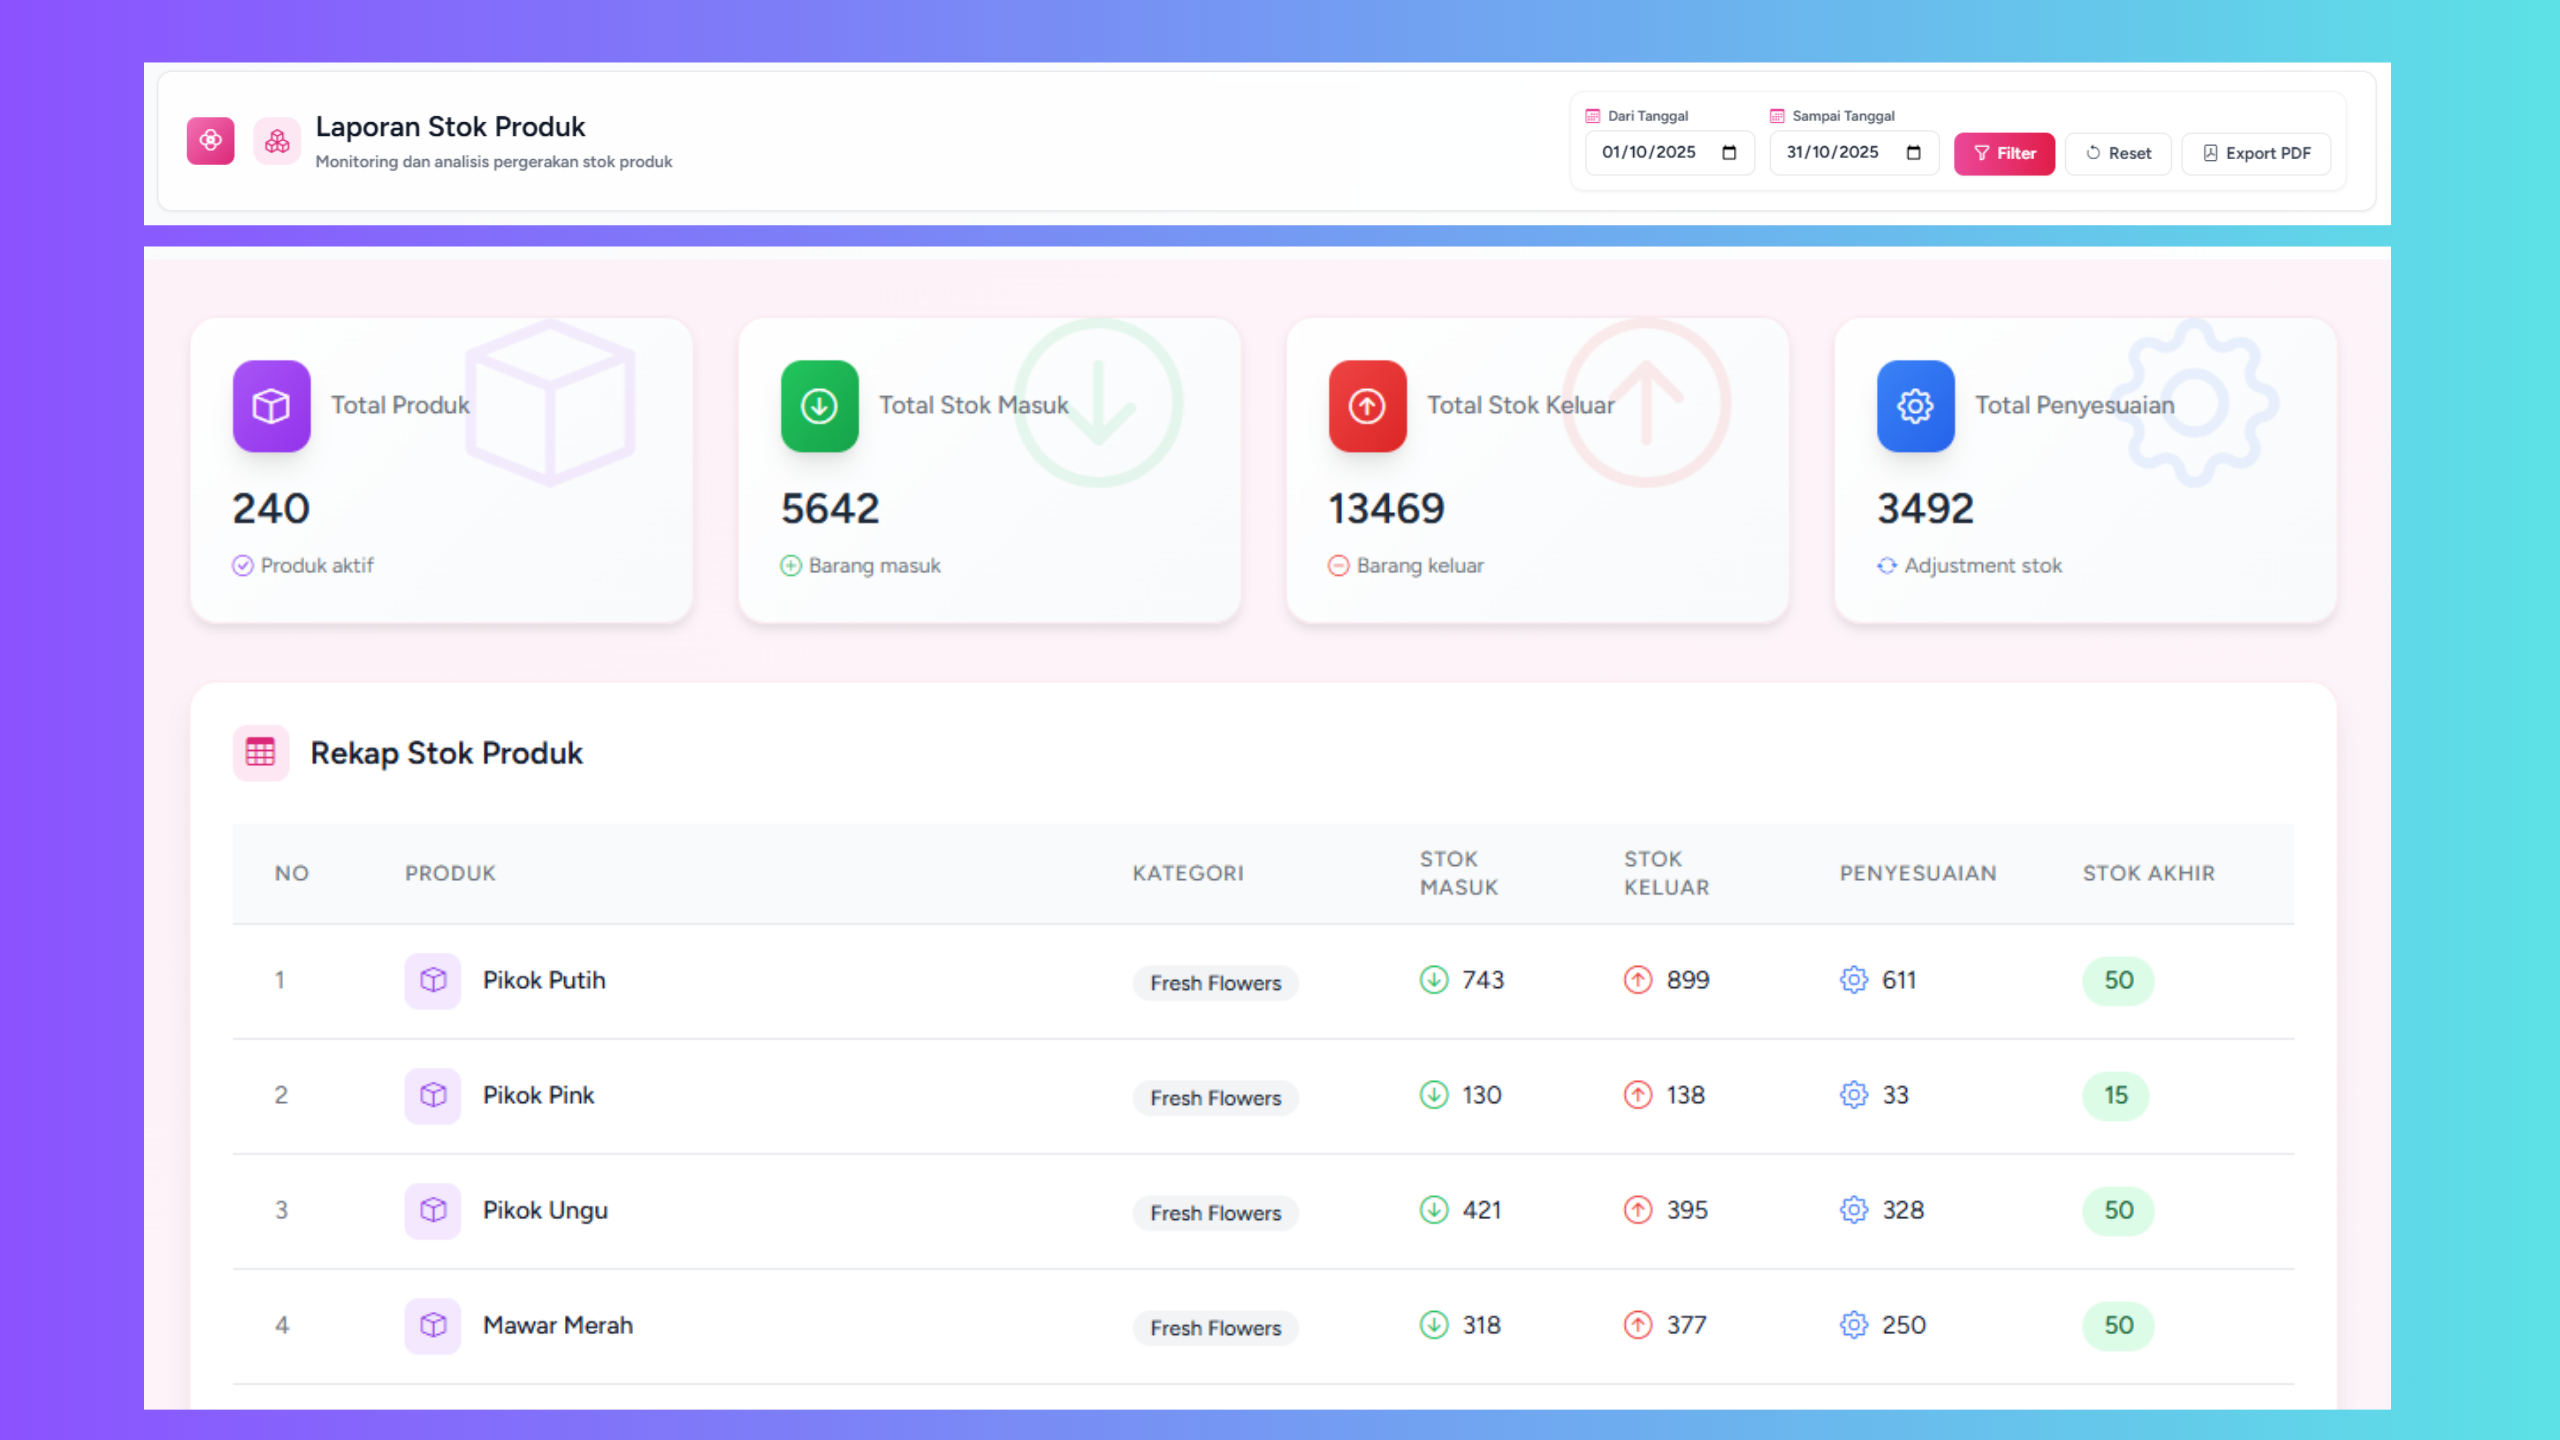 Laporan Stok Produk
Monitoring dan analisis pergerakan stok produk
Dari Tanggal
01/10/2025
Sampai Tanggal
31/10/2025
Filter
Reset
Export PDF
Total Produk
240
Produk aktif
Total Stok Masuk
5642
Barang masuk
Total Stok Keluar
13469
Barang keluar
Total Penyesuaian
3492
Adjustment stok
Rekap Stok Produk
NO PRODUK KATEGORI STOK MASUK STOK KELUAR PENYESUAIAN STOK AKHIR
1 Pikok Putih Fresh Flowers 743 899 611 50
2 Pikok Pink Fresh Flowers 130 138 33 15
3 Pikok Ungu Fresh Flowers 421 395 328 50
4 Mawar Merah Fresh Flowers 318 377 250 50